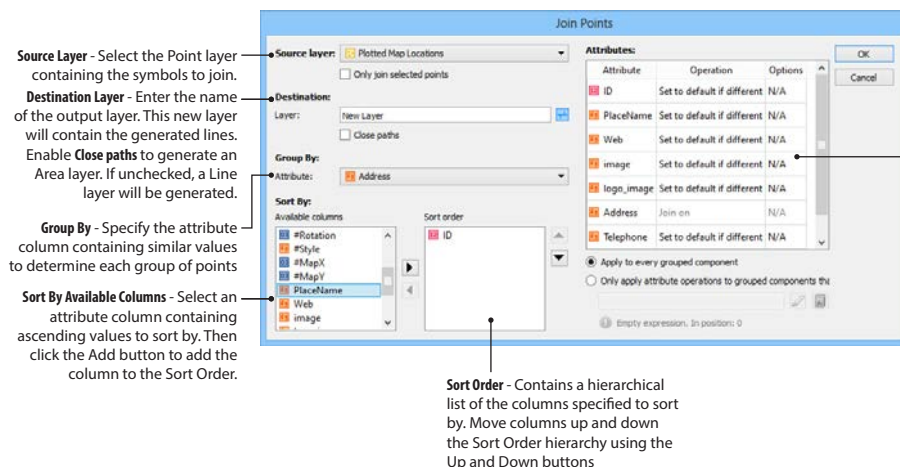 Join Points
Source Layer - Select the Point layer
containing the symbols to join.
Destination Layer - Enter the name
of the output layer. This new layer
will contain the generated lines.
Enable Close paths to generate an
Area layer. If unchecked, a Line
layer will be generated.
Group By - Specify the attribute
column containing similar values
to determine each group of points
Sort By Available Columns - Select an
attribute column containing
ascending values to sort by. Then
click the Add button to add the
column to the Sort Order.
Source layer: Plotted Map Locations
Only join selected points
Destination:
Layer: New Layer
Close paths
Group By:
Attribute: Address
Sort By:
Available columns
#Rotation
#Style
#MapX
#MapY
PlaceName
Web
image
Sort order
ID
Attributes:
Attribute Operation Options
ID Set to default if different N/A
PlaceName Set to default if different N/A
Web Set to default if different N/A
image Set to default if different N/A
logo_image Set to default if different N/A
Address Join on N/A
Telephone Set to default if different N/A
Apply to every grouped component
Only apply attribute operations to grouped components tha
Empty expression. In position: 0
OK
Cancel
Sort Order - Contains a hierarchical
list of the columns specified to sort
by. Move columns up and down
the Sort Order hierarchy using the
Up and Down buttons